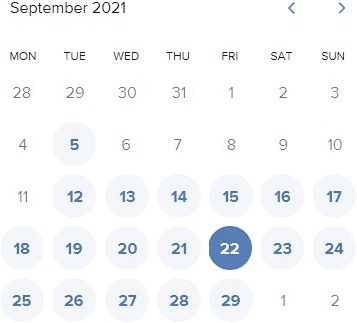 September 2021
MON TUE WED THU FRI SAT SUN
28 29 30 31 1 2 3
4 5 6 7 8 9 10
11 12 13 14 15 16 17
18 19 20 21 22 23 24
25 26 27 28 29 1 2